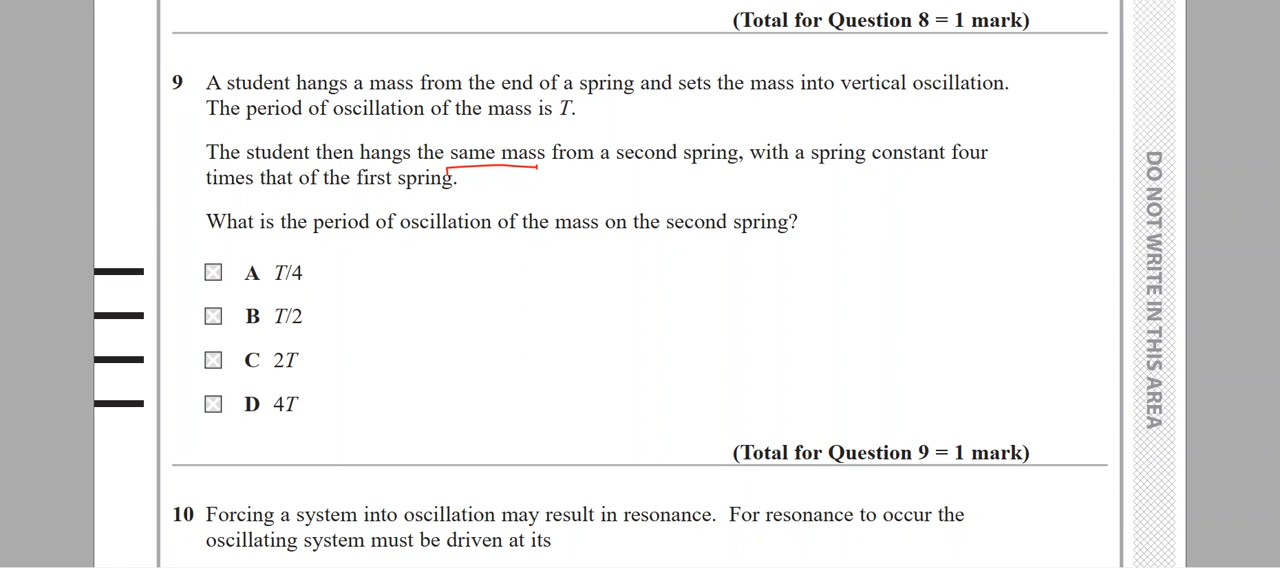 (Total for Question 8 = 1 mark)
9 A student hangs a mass from the end of a spring and sets the mass into vertical oscillation.
The period of oscillation of the mass is T.
The student then hangs the same mass from a second spring, with a spring constant four
times that of the first spring.
What is the period of oscillation of the mass on the second spring?
A T/4
B T/2
C 2T
D 4T
(Total for Question 9 = 1 mark)
10 Forcing a system into oscillation may result in resonance. For resonance to occur the
oscillating system must be driven at its
DO NOT WRITE IN THIS AREA